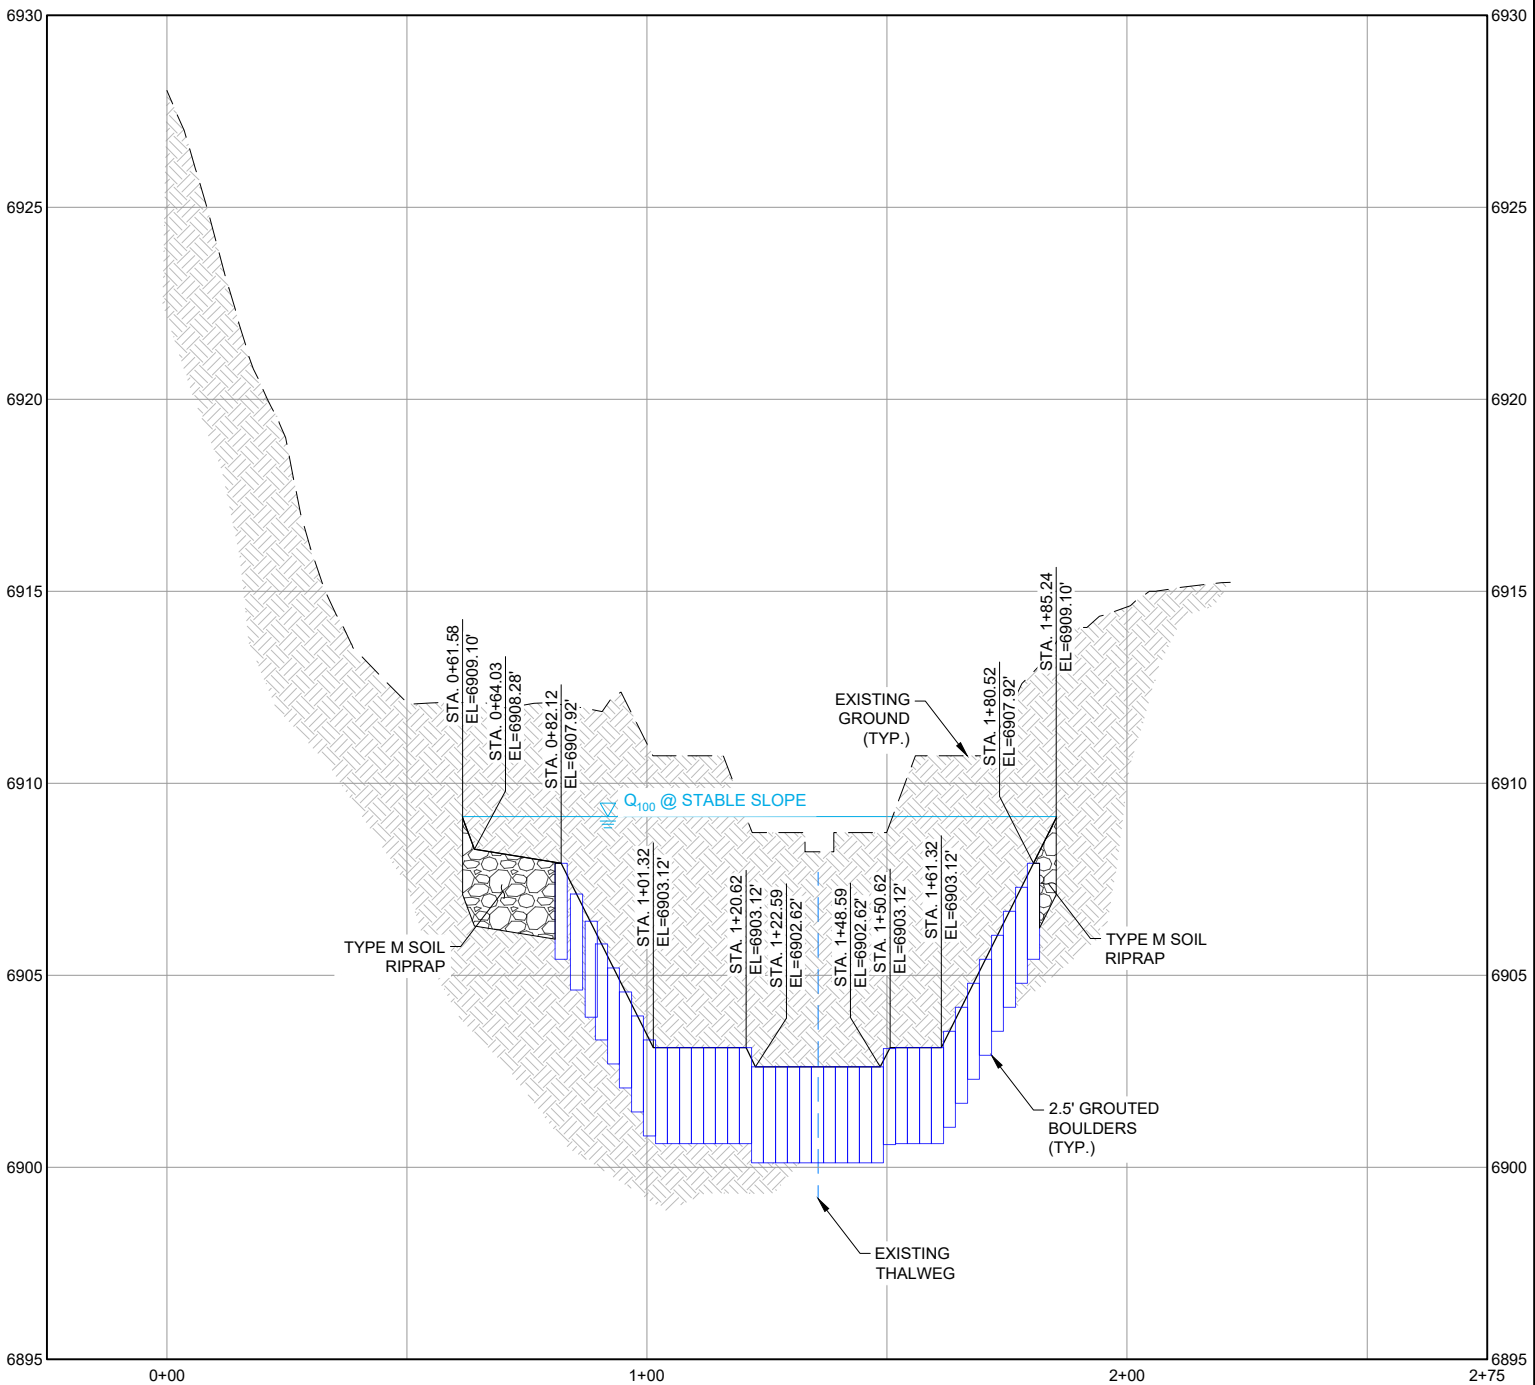 6930
6930
6925
6925
6920
6920
6915
6915
6910
6910
6905
6905
6900
6900
6895
6895
STA. 0+61.58
EL=6909.10'
STA. 0+64.03
EL=6908.28'
STA. 0+82.12
EL=6907.92'
EXISTING
GROUND
(TYP.)
STA. 1+80.52
EL=6907.92'
STA. 1+85.24
EL=6909.10'
Q100 @ STABLE SLOPE
STA. 1+01.32
EL=6903.12'
STA. 1+20.62
EL=6903.12'
STA. 1+22.59
EL=6902.62'
STA. 1+48.59
EL=6902.62'
STA. 1+50.62
EL=6903.12'
STA. 1+61.32
EL=6903.12'
TYPE M SOIL
RIPRAP
TYPE M SOIL
RIPRAP
2.5' GROUTED
BOULDERS
(TYP.)
EXISTING
THALWEG
0+00
1+00
2+00
2+75